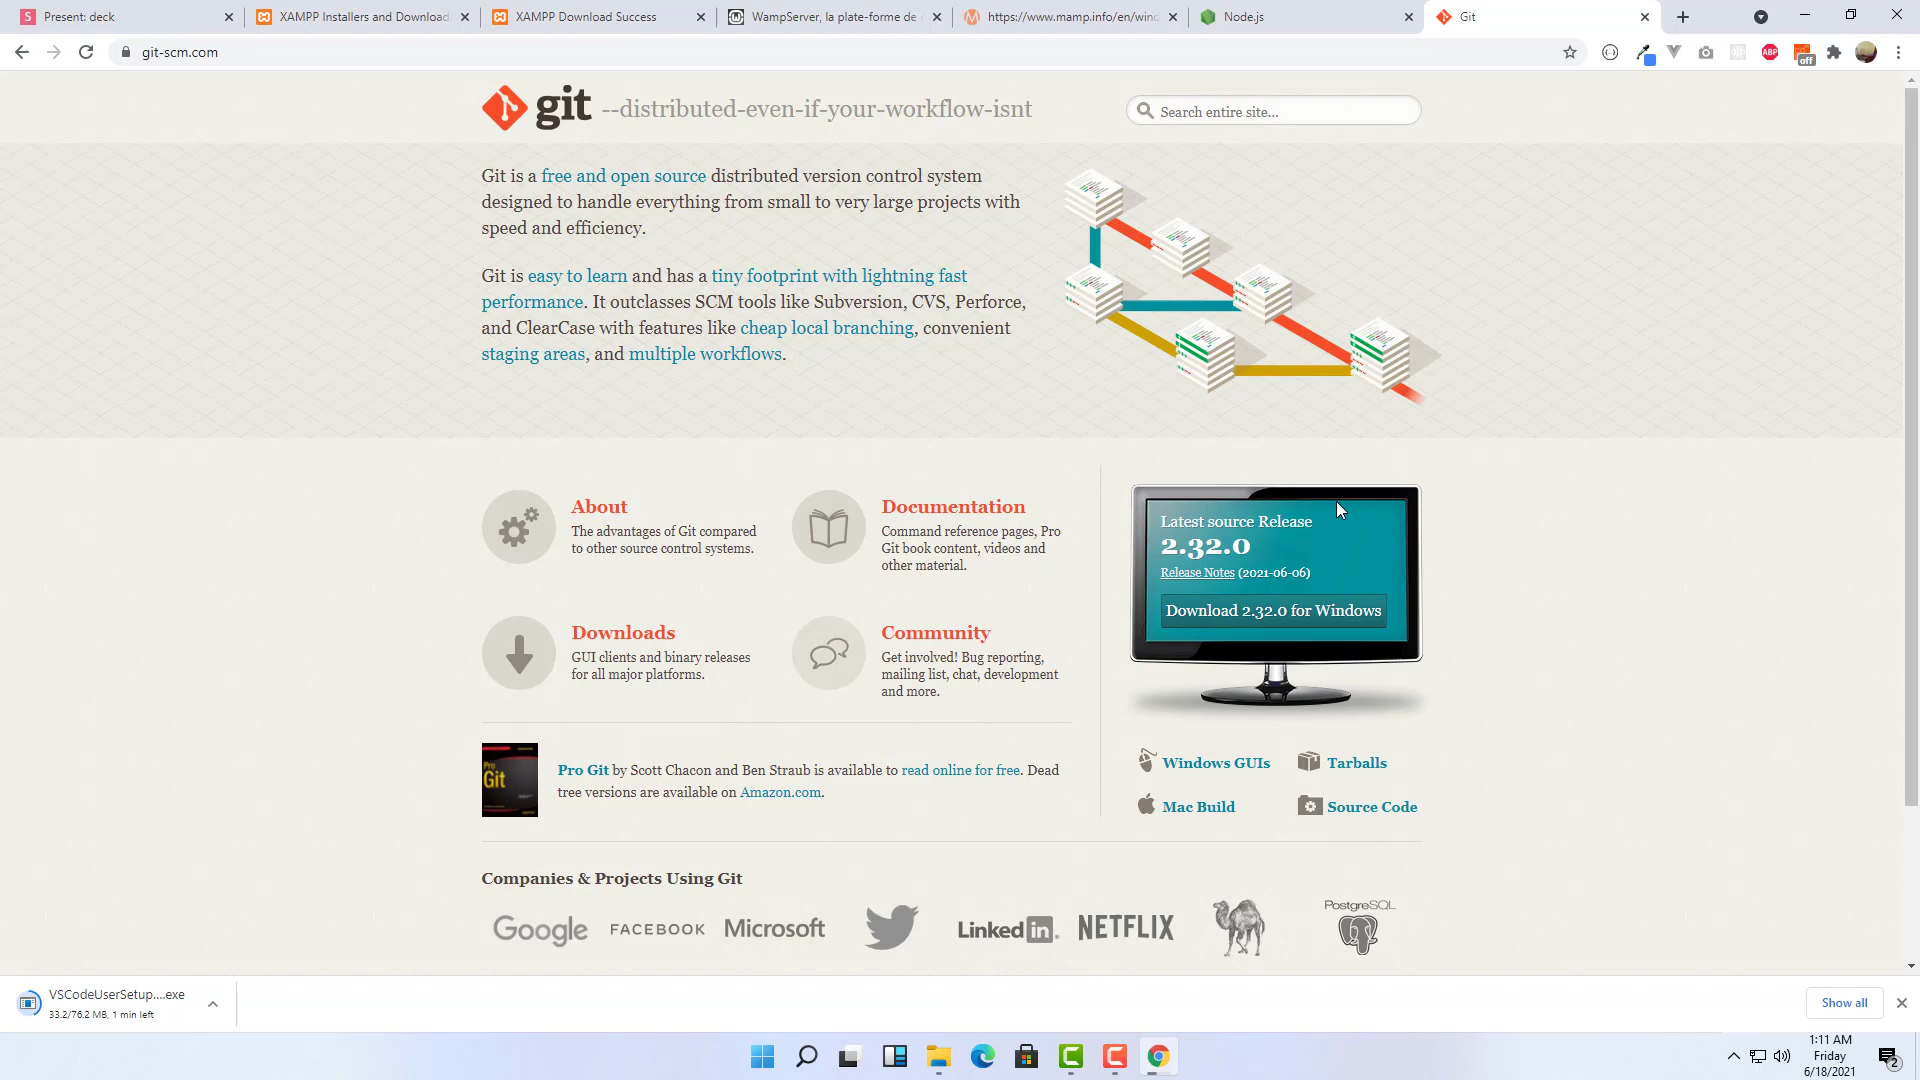 Present: deck
XAMPP Installers and Download
XAMPP Download Success
WampServer, la plate-forme de
https://www.mamp.info/en/wind
Node.js
Git
git-scm.com
ABP
off
git --distributed-even-if-your-workflow-isnt
Search entire site...
Git is a free and open source distributed version control system
designed to handle everything from small to very large projects with
speed and efficiency.
Git is easy to learn and has a tiny footprint with lightning fast
performance. It outclasses SCM tools like Subversion, CVS, Perforce,
and ClearCase with features like cheap local branching, convenient
staging areas, and multiple workflows.
About
The advantages of Git compared
to other source control systems.
Documentation
Command reference pages, Pro
Git book content, videos and
other material.
Downloads
GUI clients and binary releases
for all major platforms.
Community
Get involved! Bug reporting,
mailing list, chat, development
and more.
Latest source Release
2.32.0
Release Notes (2021-06-06)
Download 2.32.0 for Windows
Windows GUIs
Tarballs
Mac Build
Source Code
Pro
Git
Pro Git by Scott Chacon and Ben Straub is available to read online for free. Dead
tree versions are available on Amazon.com.
Companies & Projects Using Git
Google
FACEBOOK
Microsoft
LinkedIn
NETFLIX
PostgreSQL
VSCodeUserSetup....exe
33.2/76.2 MB, 1 min left
Show all
1:11 AM
Friday
6/18/2021
2